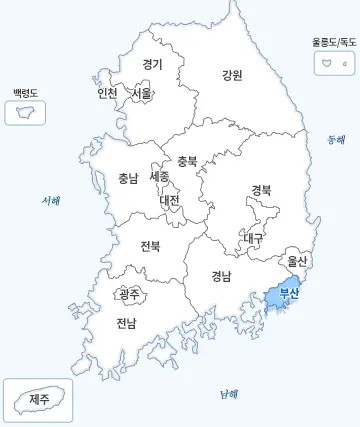 울릉도/독도
경기
강원
백령도
인천
서울
동해
충북
충남
세종
경북
서해
대전
대구
전북
울산
경남
부산
광주
전남
남해
제주